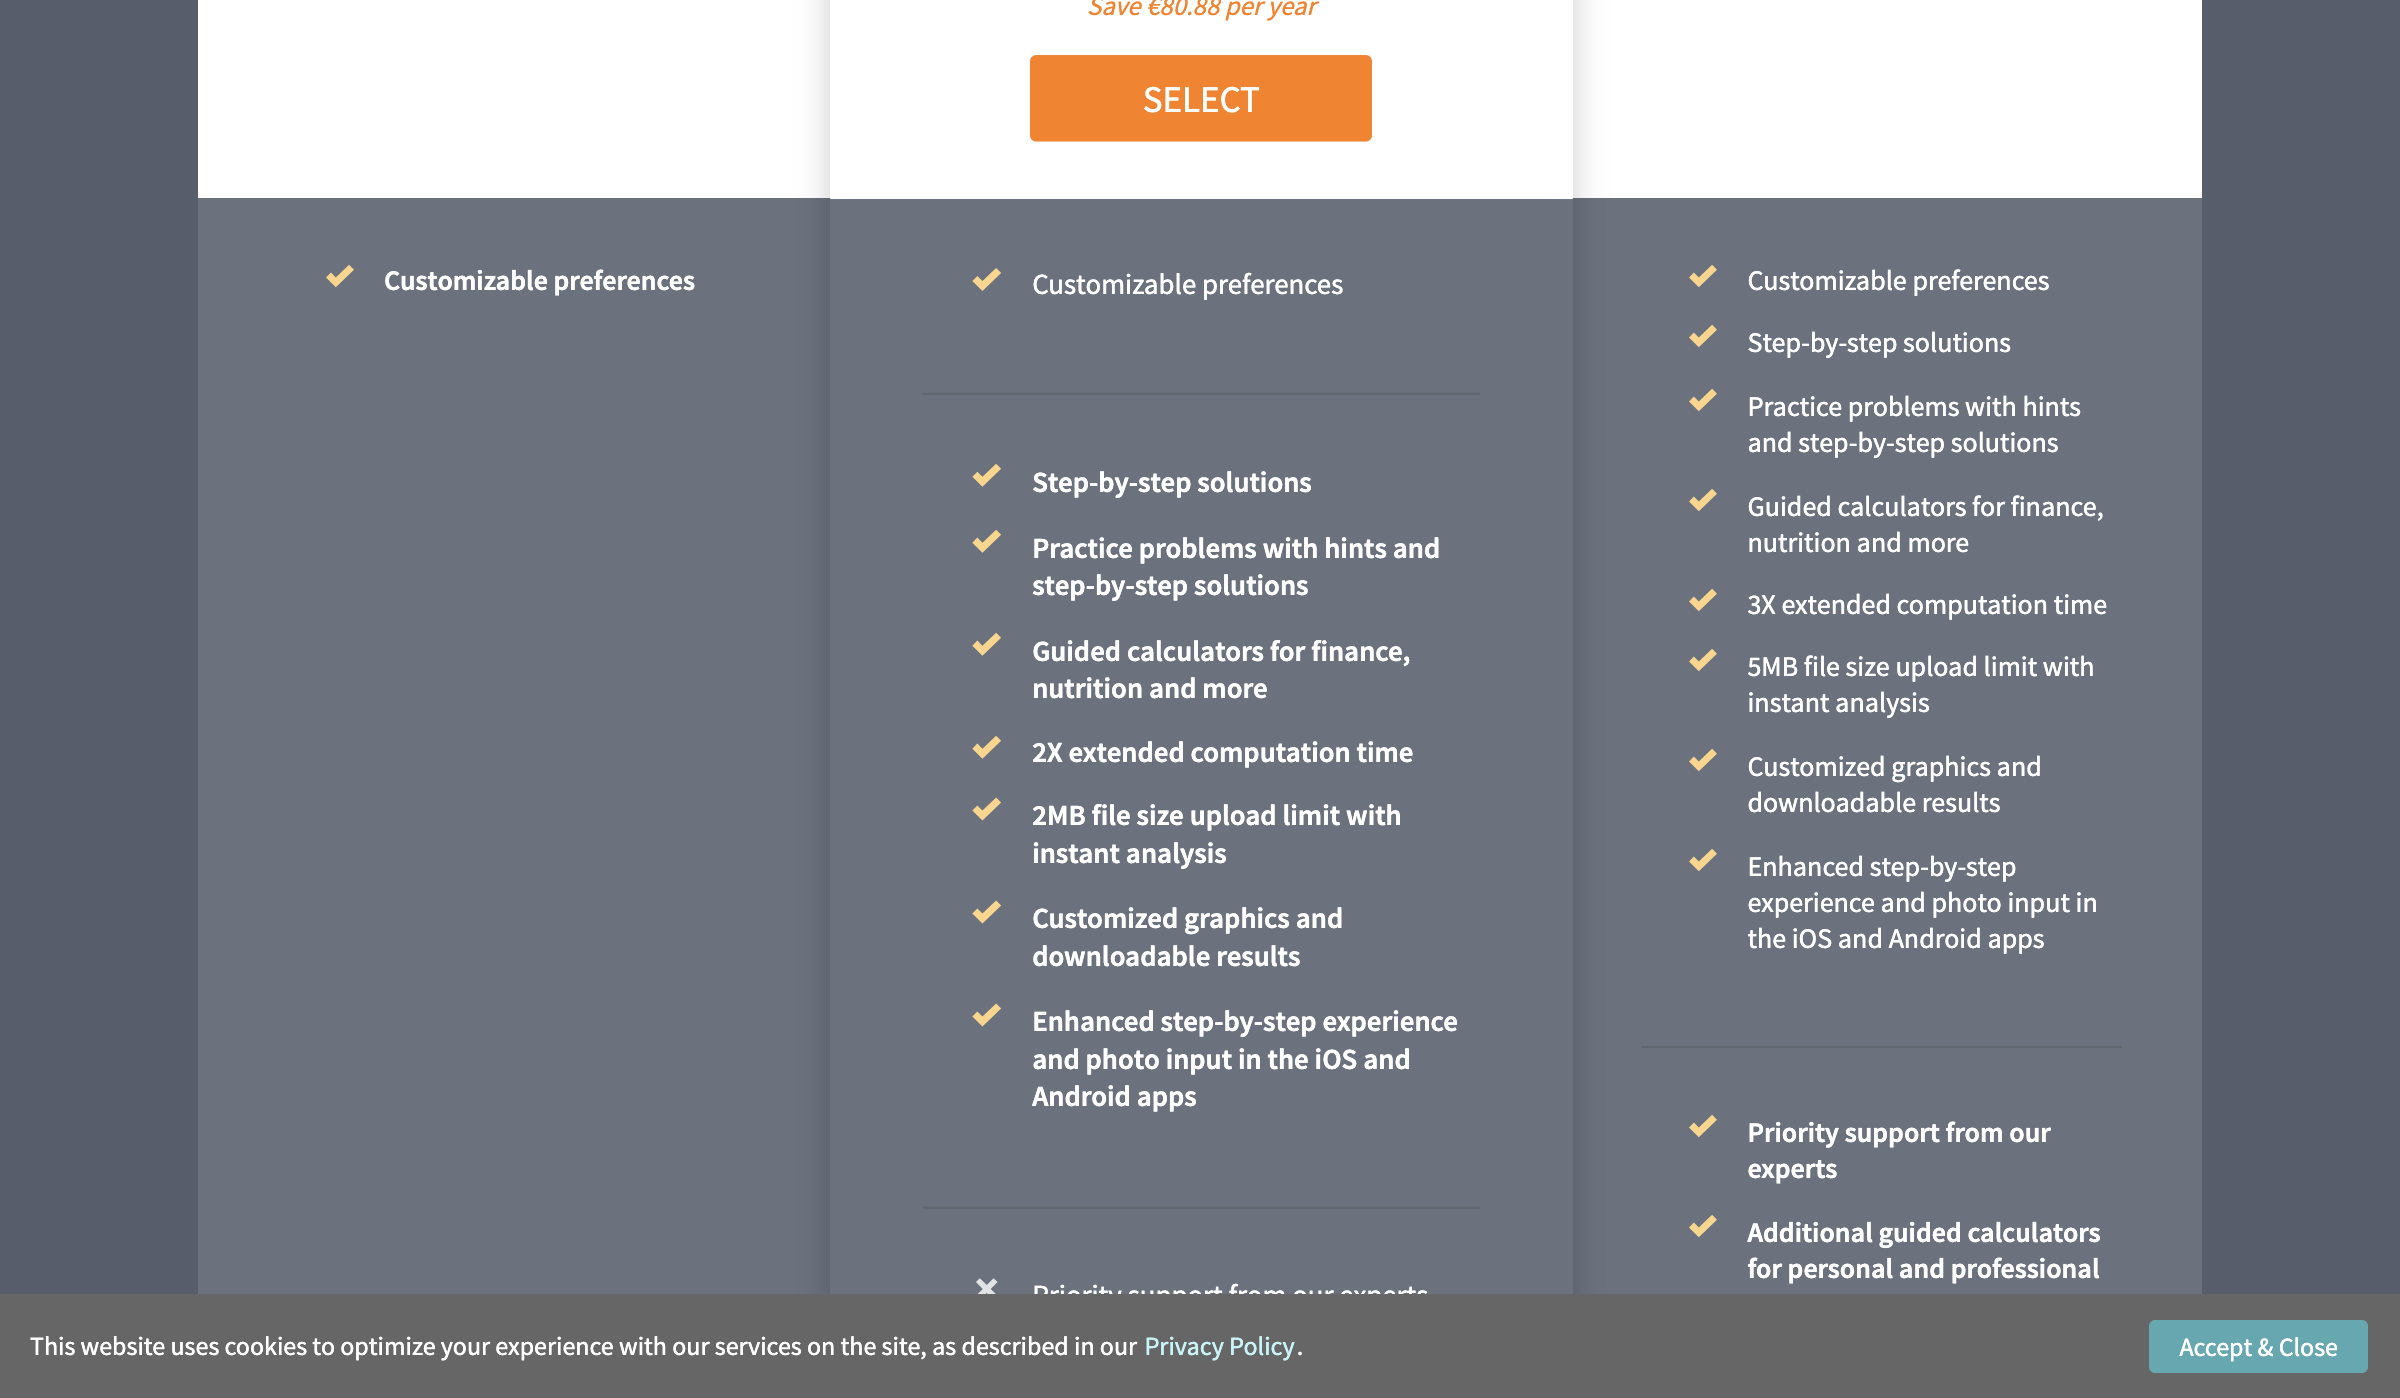 Save €80.88 per year
SELECT
Customizable preferences
Customizable preferences
Step-by-step solutions
Practice problems with hints and
step-by-step solutions
Guided calculators for finance,
nutrition and more
2X extended computation time
2MB file size upload limit with
instant analysis
Customized graphics and
downloadable results
Enhanced step-by-step experience
and photo input in the iOS and
Android apps
Priority support from our experts
Customizable preferences
Step-by-step solutions
Practice problems with hints
and step-by-step solutions
Guided calculators for finance,
nutrition and more
3X extended computation time
5MB file size upload limit with
instant analysis
Customized graphics and
downloadable results
Enhanced step-by-step
experience and photo input in
the iOS and Android apps
Priority support from our
experts
Additional guided calculators
for personal and professional
This website uses cookies to optimize your experience with our services on the site, as described in our Privacy Policy.
Accept & Close